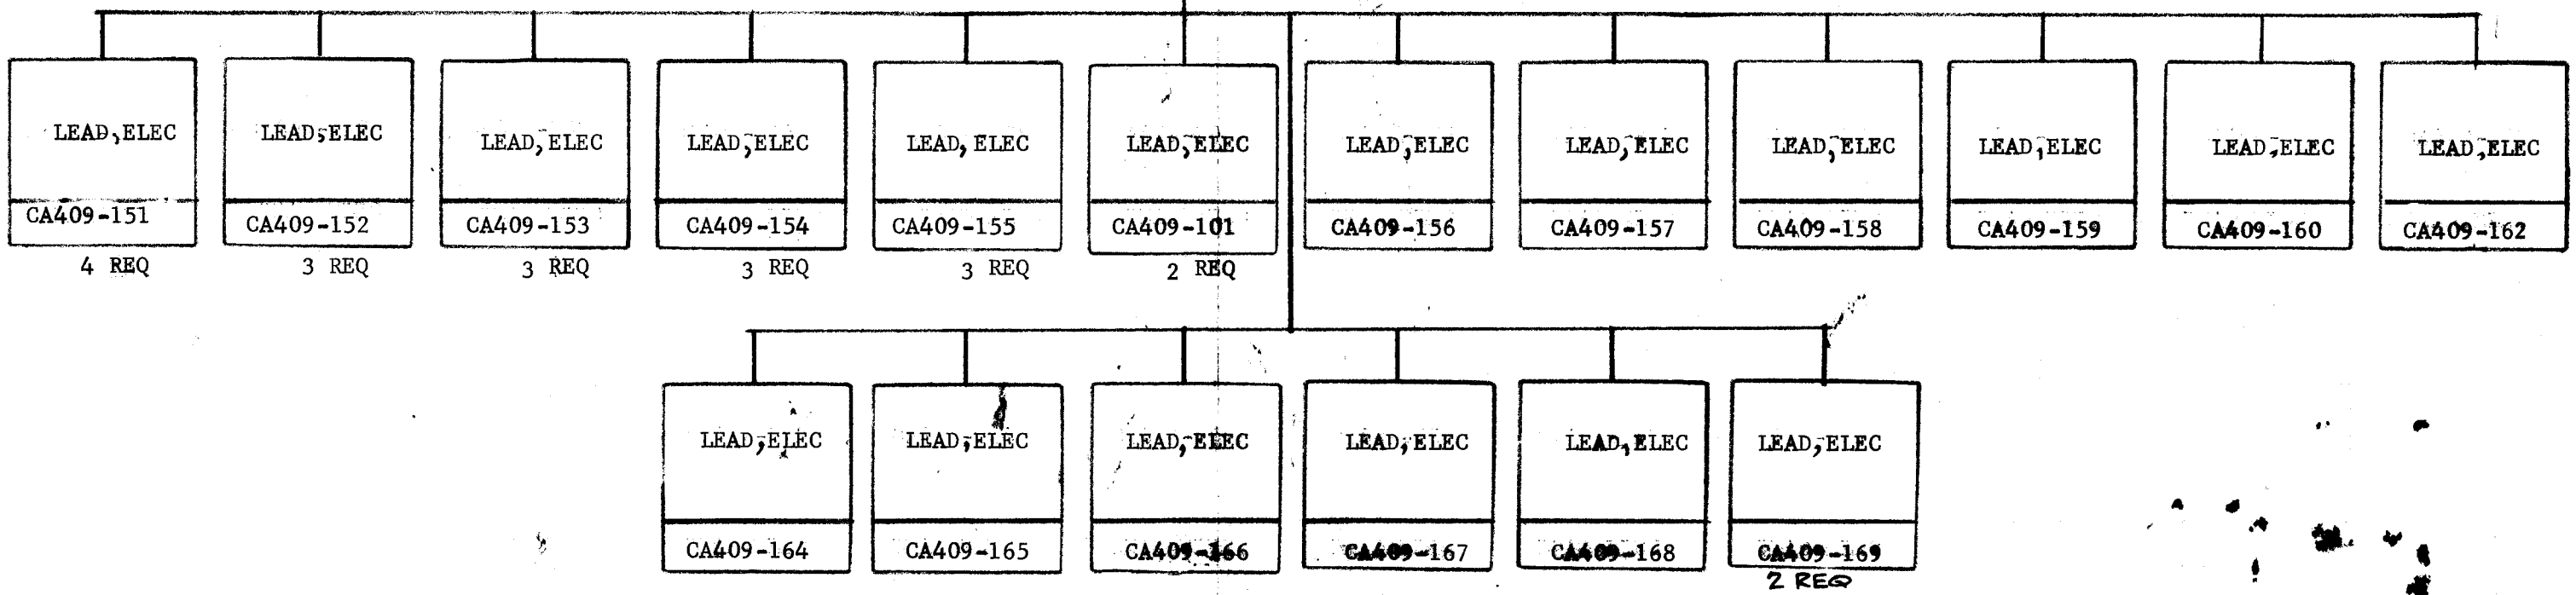 LEAD, ELEC
CA409-151
4 REQ
LEAD, ELEC
CA409-152
3 REQ
LEAD, ELEC
CA409-153
3 REQ
LEAD, ELEC
CA409-154
3 REQ
LEAD, ELEC
CA409-155
3 REQ
LEAD, ELEC
CA409-101
2 REQ
LEAD, ELEC
CA409-156
LEAD, ELEC
CA409-157
LEAD, ELEC
CA409-158
LEAD, ELEC
CA409-159
LEAD, ELEC
CA409-160
LEAD, ELEC
CA409-162
LEAD, ELEC
CA409-164
LEAD, ELEC
CA409-165
LEAD, ELEC
CA409-166
LEAD, ELEC
CA409-167
LEAD, ELEC
CA409-168
LEAD, ELEC
CA409-169
2 REQ